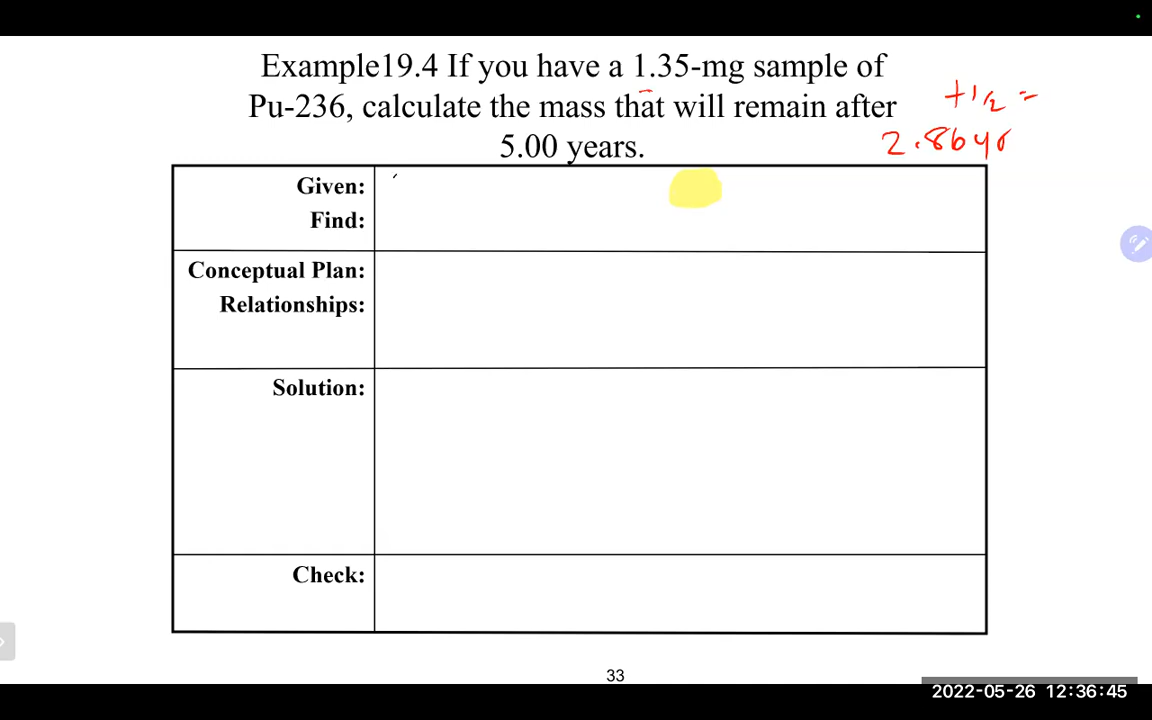 Example19.4 If you have a 1.35-mg sample of
Pu-236, calculate the mass that will remain after
5.00 years.
t1/2 =
2.86yr
Given:
Find:
Conceptual Plan:
Relationships:
Solution:
Check:
33
2022-05-26 12:36:45